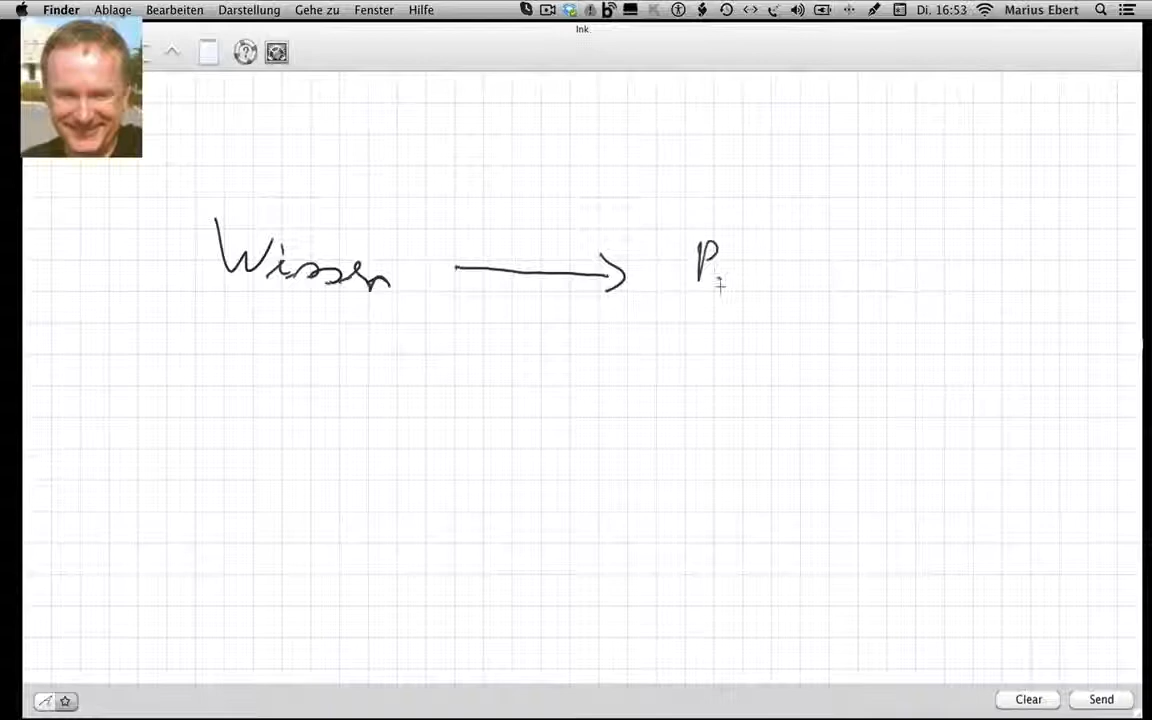 Finder Ablage Bearbeiten Darstellung Gehe zu Fenster Hilfe Di. 16:53 Marius Ebert
Ink
Wissen → P
Clear Send